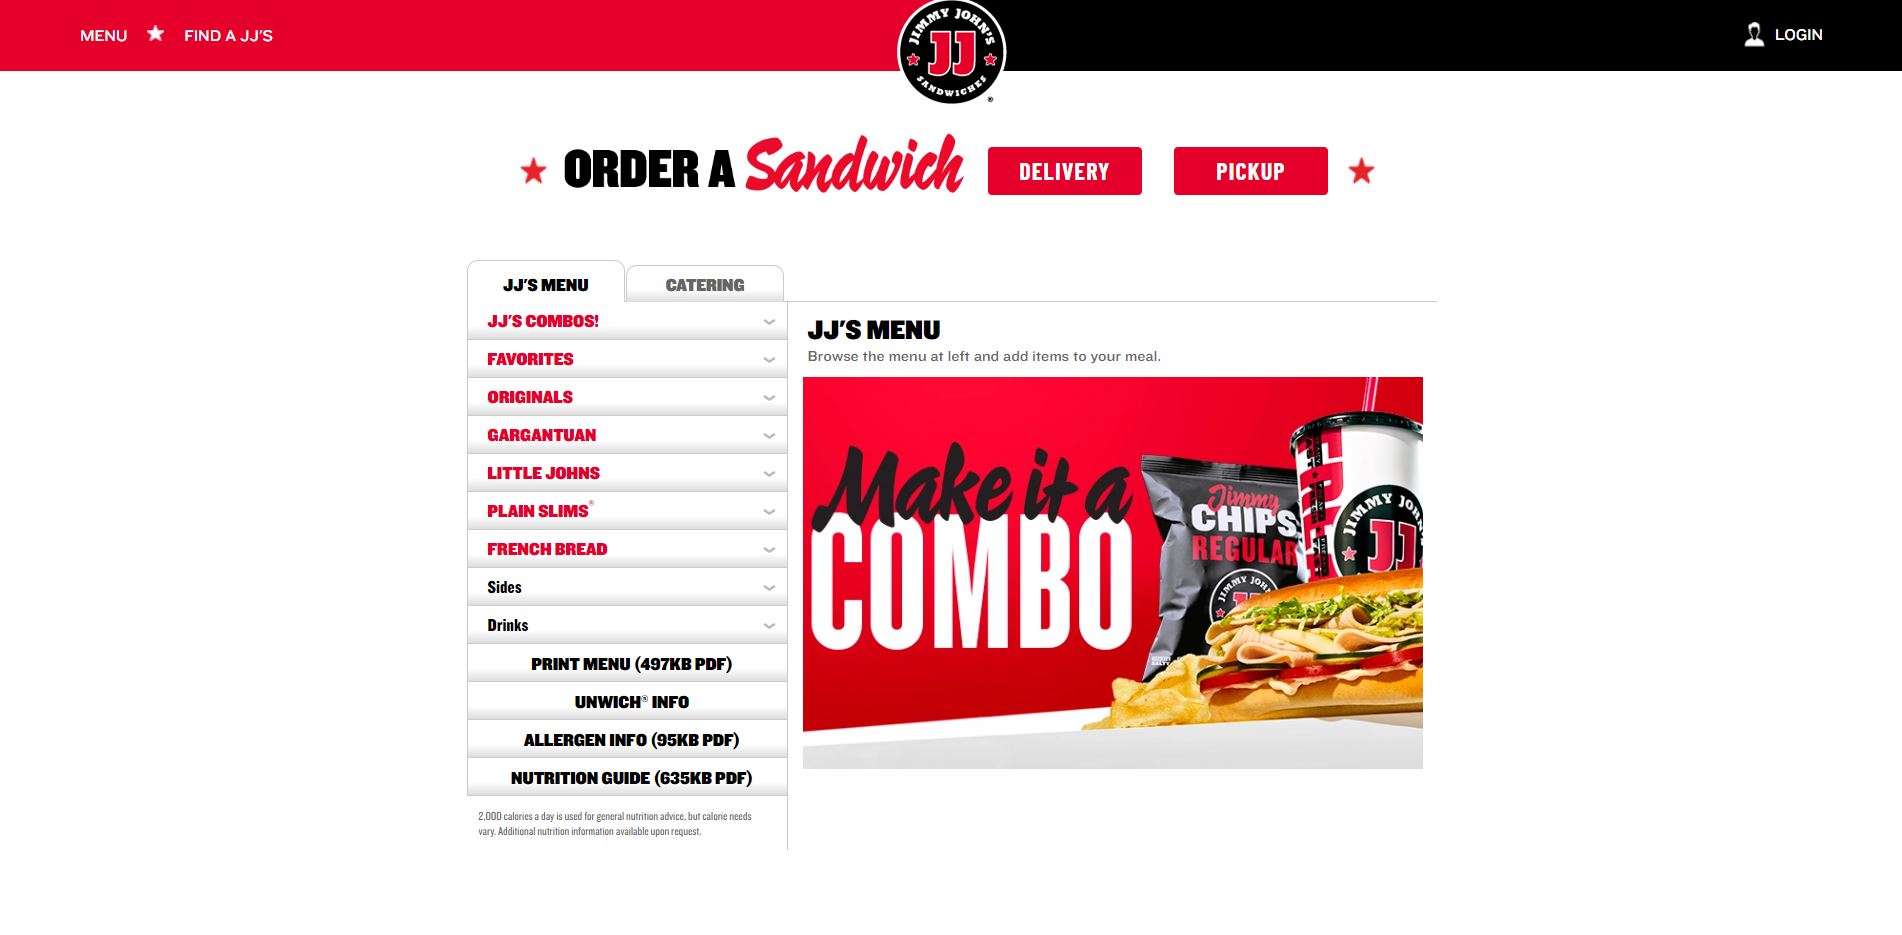 MENU ★ FIND A JJ'S
JIMMY JOHN'S
JJ
SANDWICHES
®
LOGIN
ORDER A Sandwich
DELIVERY
PICKUP
JJ'S MENU
CATERING
JJ'S COMBOS!
FAVORITES
ORIGINALS
GARGANTUAN
LITTLE JOHNS
PLAIN SLIMS®
FRENCH BREAD
Sides
Drinks
PRINT MENU (497KB PDF)
UNWICH® INFO
ALLERGEN INFO (95KB PDF)
NUTRITION GUIDE (635KB PDF)
2,000 calories a day is used for general nutrition advice, but calorie needs
vary. Additional nutrition information available upon request.
JJ'S MENU
Browse the menu at left and add items to your meal.
Make it a
COMBO
Jimmy
CHIPS
REGULAR
JIMMY JO
JIMMY JOH
JJ